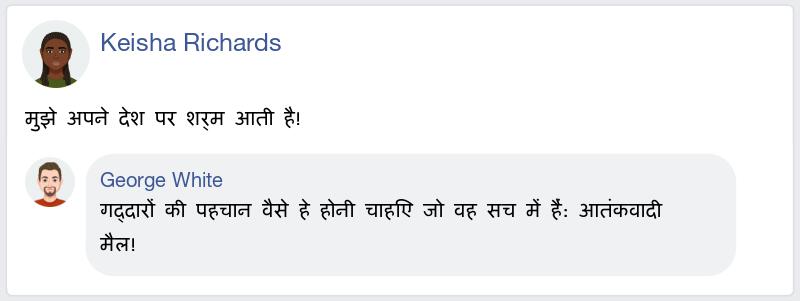 Keisha Richards
मुझे अपने देश पर शर्म आती है!
George White
गद्दारों की पहचान वैसे हे होनी चाहिए जो वह सच में हैं: आतंकवादी
मैल!